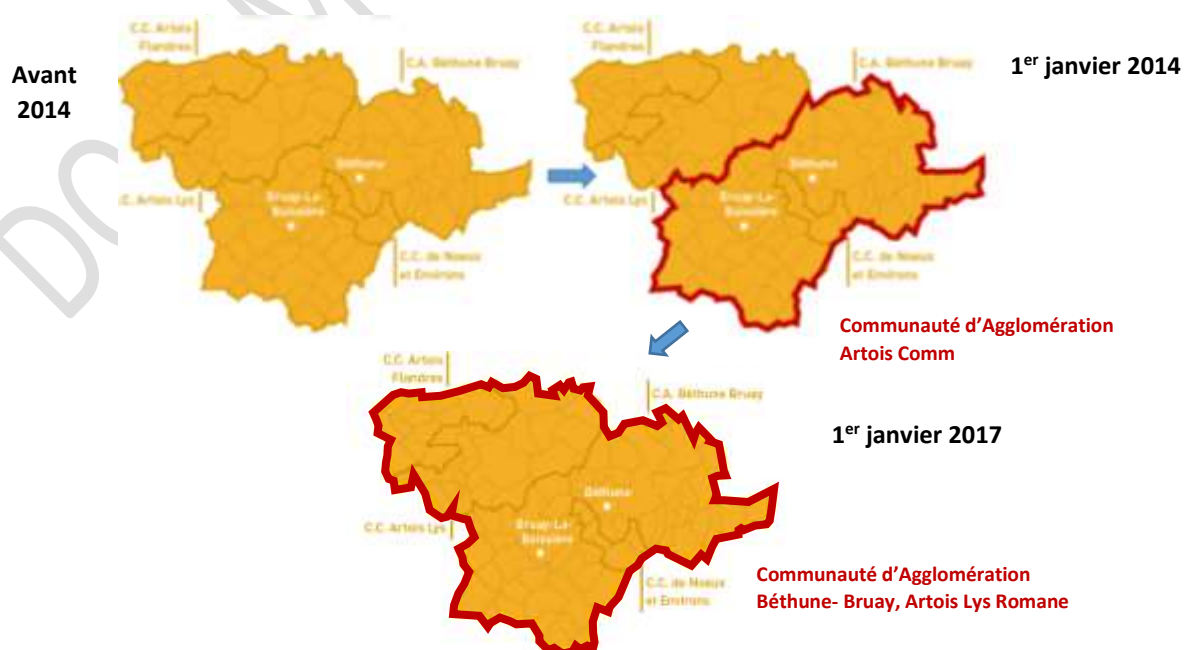 Avant
2014
C.C. Artois
Flandres
C.A. Béthune Bruay
Béthune
Bruay-La-
Buissière
C.C. Artois Lys
C.C. de Noeux
et Environs
1er janvier 2014
C.C. Artois
Flandres
C.A. Béthune Bruay
Béthune
Bruay-La-
Buissière
C.C. Artois Lys
C.C. de Noeux
et Environs
Communauté d’Agglomération
Artois Comm
1er janvier 2017
C.C. Artois
Flandres
C.A. Béthune Bruay
Béthune
Bruay-La-
Buissière
C.C. Artois Lys
C.C. de Noeux
et Environs
Communauté d’Agglomération
Béthune- Bruay, Artois Lys Romane